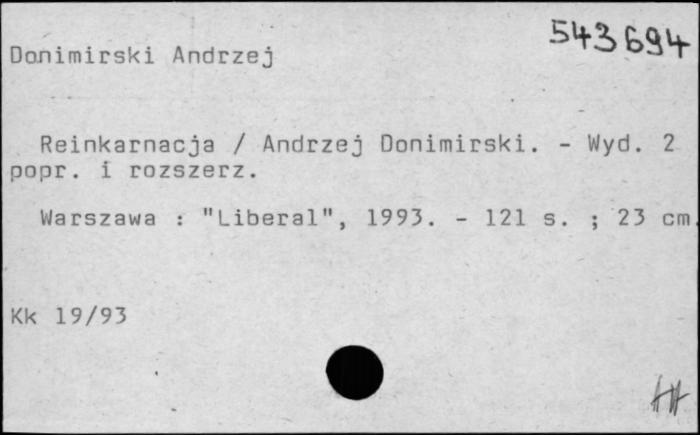 543694
Donimirski Andrzej
Reinkarnacja / Andrzej Donimirski. - Wyd. 2
popr. i rozszerz.
Warszawa : "Liberal", 1993. - 121 s. ; 23 cm.
Kk 19/93